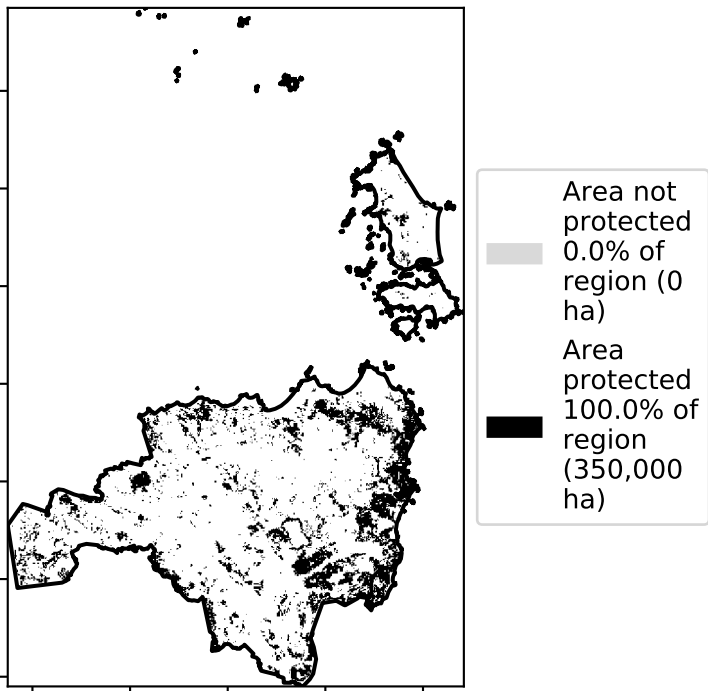 Area not
protected
0.0% of
region (0
ha)
Area
protected
100.0% of
region
(350,000
ha)